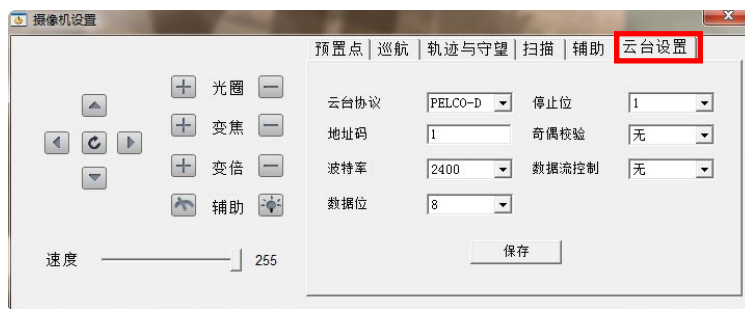 摄像机设置
预置点 巡航 轨迹与守望 扫描 辅助 云台设置
光圈
变焦
变倍
辅助
速度 255
云台协议 PELCO-D 停止位 1
地址码 1 奇偶校验 无
波特率 2400 数据流控制 无
数据位 8
保存